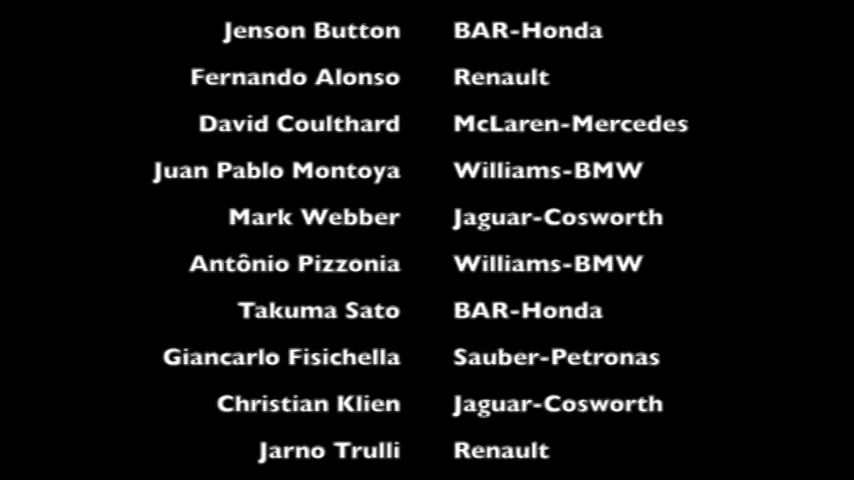 Jenson Button BAR-Honda
Fernando Alonso Renault
David Coulthard McLaren-Mercedes
Juan Pablo Montoya Williams-BMW
Mark Webber Jaguar-Cosworth
Antônio Pizzonia Williams-BMW
Takuma Sato BAR-Honda
Giancarlo Fisichella Sauber-Petronas
Christian Klien Jaguar-Cosworth
Jarno Trulli Renault